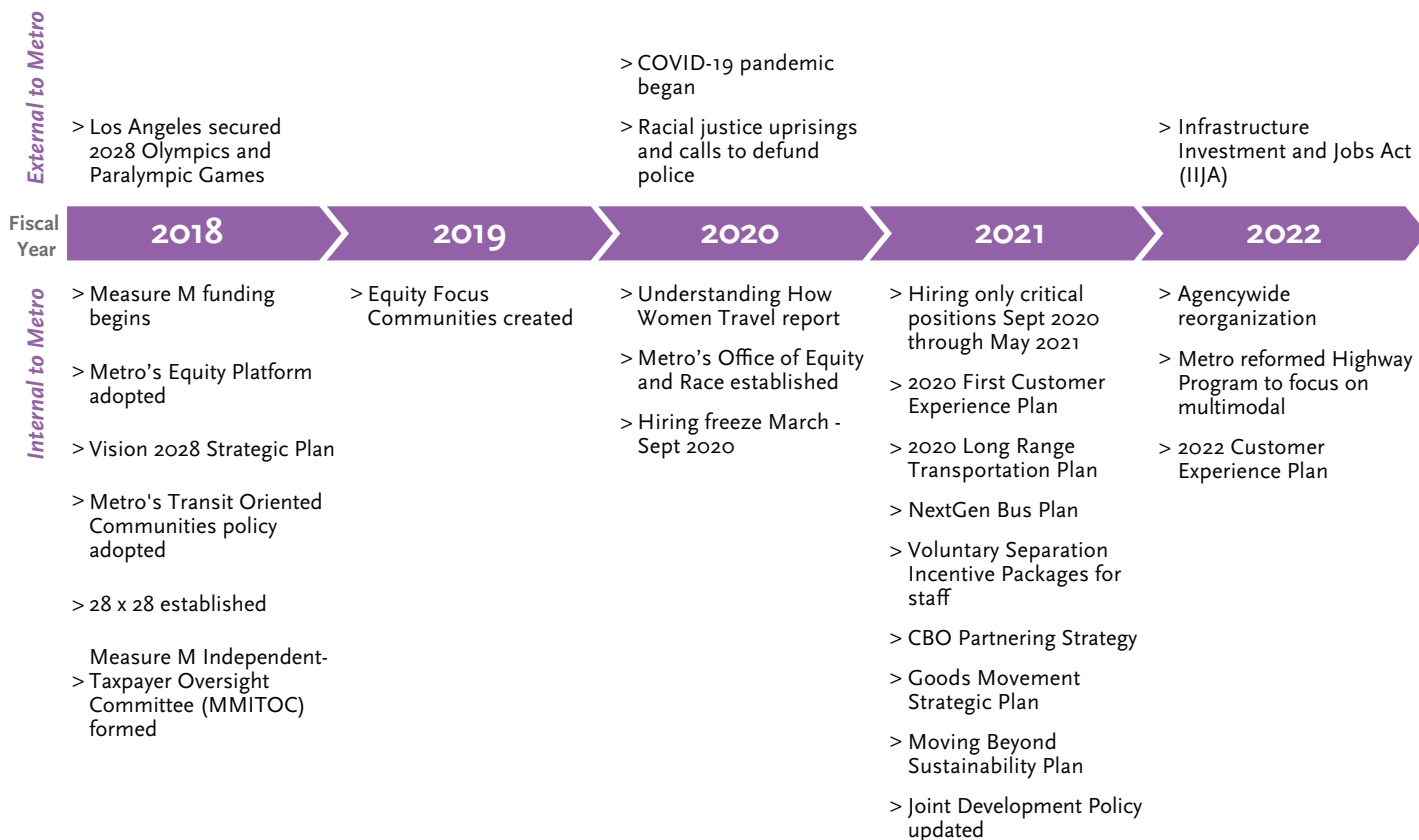 External to Metro
> Los Angeles secured
2028 Olympics and
Paralympic Games
> COVID-19 pandemic
began
> Racial justice uprisings
and calls to defund
police
> Infrastructure
Investment and Jobs Act
(IIJA)
Fiscal
Year
2018
2019
2020
2021
2022
Internal to Metro
> Measure M funding
begins
> Metro’s Equity Platform
adopted
> Vision 2028 Strategic Plan
> Metro's Transit Oriented
Communities policy
adopted
> 28 x 28 established
Measure M Independent-
> Taxpayer Oversight
Committee (MMITOC)
formed
> Equity Focus
Communities created
> Understanding How
Women Travel report
> Metro’s Office of Equity
and Race established
> Hiring freeze March -
Sept 2020
> Hiring only critical
positions Sept 2020
through May 2021
> 2020 First Customer
Experience Plan
> 2020 Long Range
Transportation Plan
> NextGen Bus Plan
> Voluntary Separation
Incentive Packages for
staff
> CBO Partnering Strategy
> Goods Movement
Strategic Plan
> Moving Beyond
Sustainability Plan
> Joint Development Policy
updated
> Agencywide
reorganization
> Metro reformed Highway
Program to focus on
multimodal
> 2022 Customer
Experience Plan